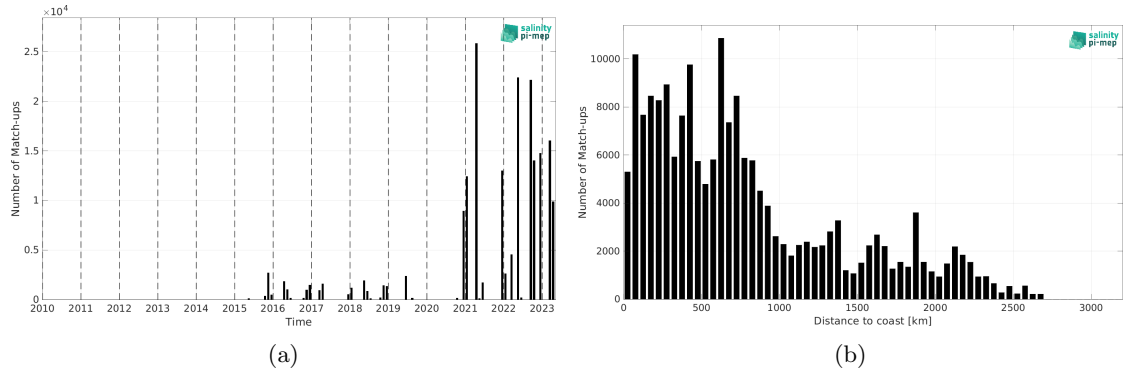 ×10⁴
salinity
pi-mep
2.5
2
1.5
1
0.5
0
Number of Match-ups
2010 2011 2012 2013 2014 2015 2016 2017 2018 2019 2020 2021 2022 2023
Time
(a)
salinity
pi-mep
10000
8000
6000
4000
2000
0
Number of Match-ups
0 500 1000 1500 2000 2500 3000
Distance to coast [km]
(b)